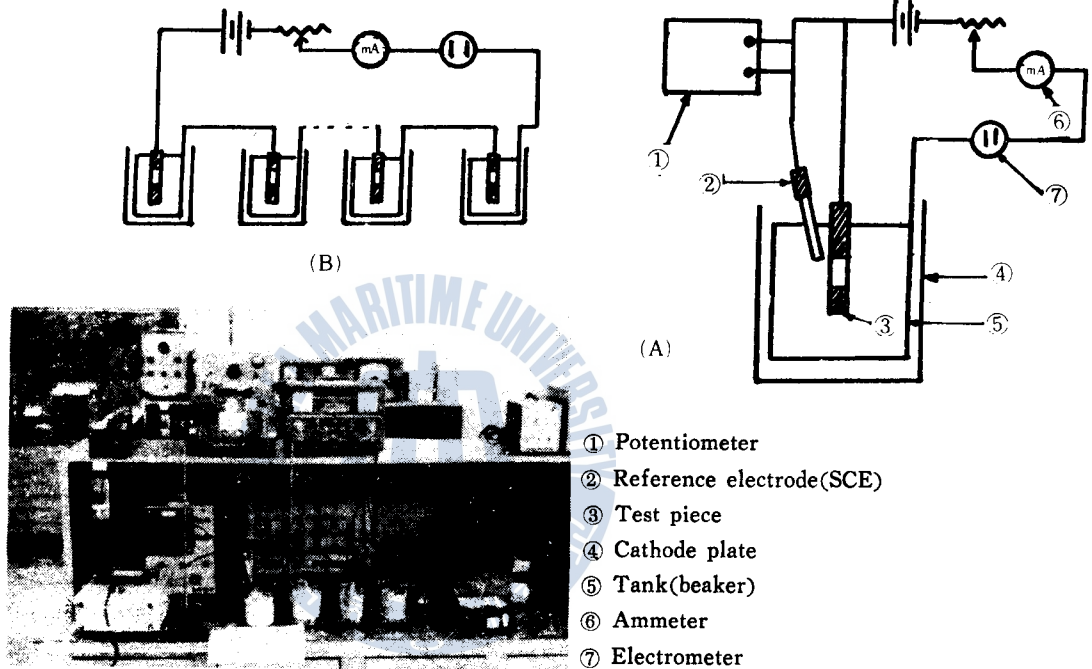 mA
(B)
mA
①
②
③
④
⑤
⑥
⑦
(A)
MARITIME UNIVERSITY
① Potentiometer
② Reference electrode(SCE)
③ Test piece
④ Cathode plate
⑤ Tank(beaker)
⑥ Ammeter
⑦ Electrometer